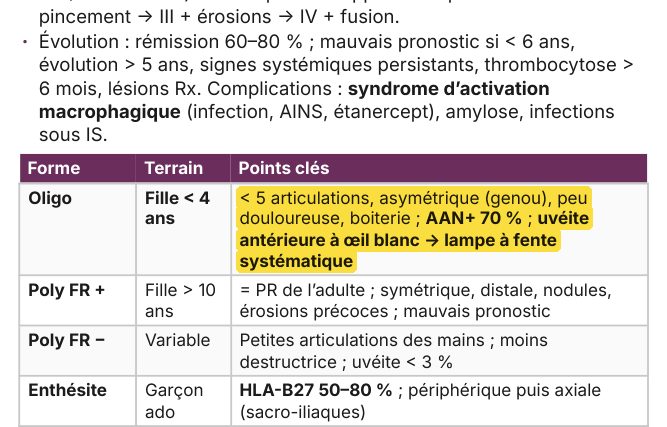 pincement → III + érosions → IV + fusion.
• Évolution : rémission 60–80 % ; mauvais pronostic si < 6 ans,
évolution > 5 ans, signes systémiques persistants, thrombocytose >
6 mois, lésions Rx. Complications : syndrome d’activation
macrophagique (infection, AINS, étanercept), amylose, infections
sous IS.
Forme Terrain Points clés
Oligo
Fille < 4
ans
< 5 articulations, asymétrique (genou), peu
douloureuse, boiterie ; AAN+ 70 % ; uvéite
antérieure à œil blanc → lampe à fente
systématique
Poly FR +
Fille > 10
ans
= PR de l’adulte ; symétrique, distale, nodules,
érosions précoces ; mauvais pronostic
Poly FR −
Variable
Petites articulations des mains ; moins
destructrice ; uvéite < 3 %
Enthésite
Garçon
ado
HLA-B27 50–80 % ; périphérique puis axiale
(sacro-iliaques)